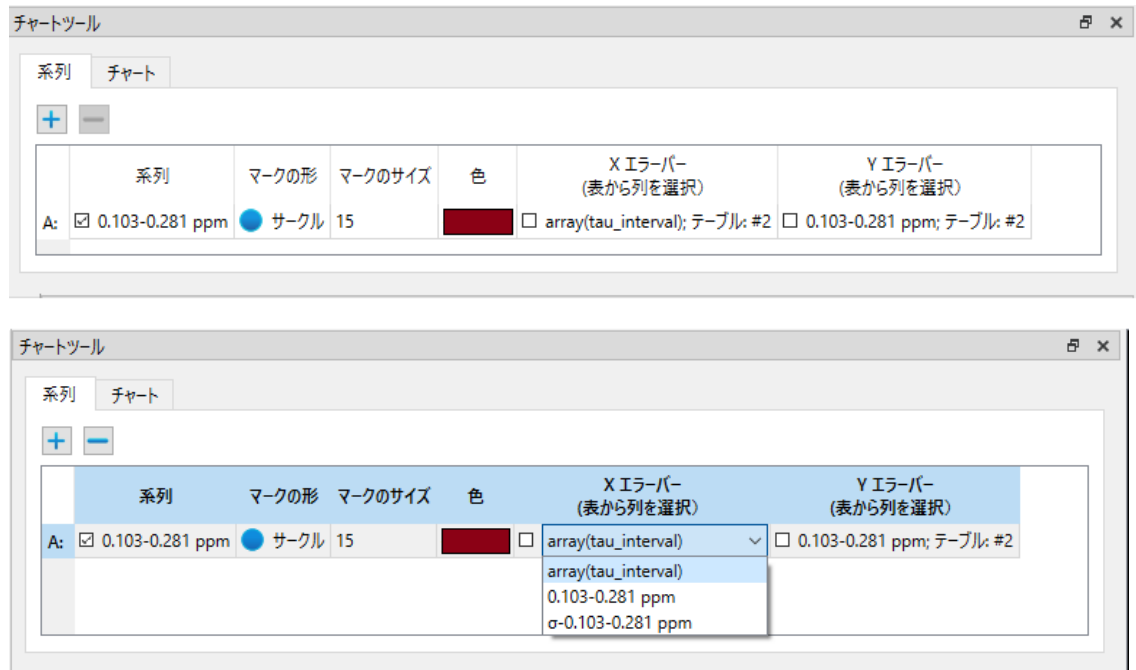 チャートツール
系列 チャート
系列 マークの形 マークのサイズ 色 X エラーバー (表から列を選択) Y エラーバー (表から列を選択)
A: 0.103-0.281 ppm サークル 15 array(tau_interval); テーブル: #2 0.103-0.281 ppm; テーブル: #2
チャートツール
系列 チャート
系列 マークの形 マークのサイズ 色 X エラーバー (表から列を選択) Y エラーバー (表から列を選択)
A: 0.103-0.281 ppm サークル 15 array(tau_interval) 0.103-0.281 ppm; テーブル: #2
array(tau_interval)
0.103-0.281 ppm
σ-0.103-0.281 ppm